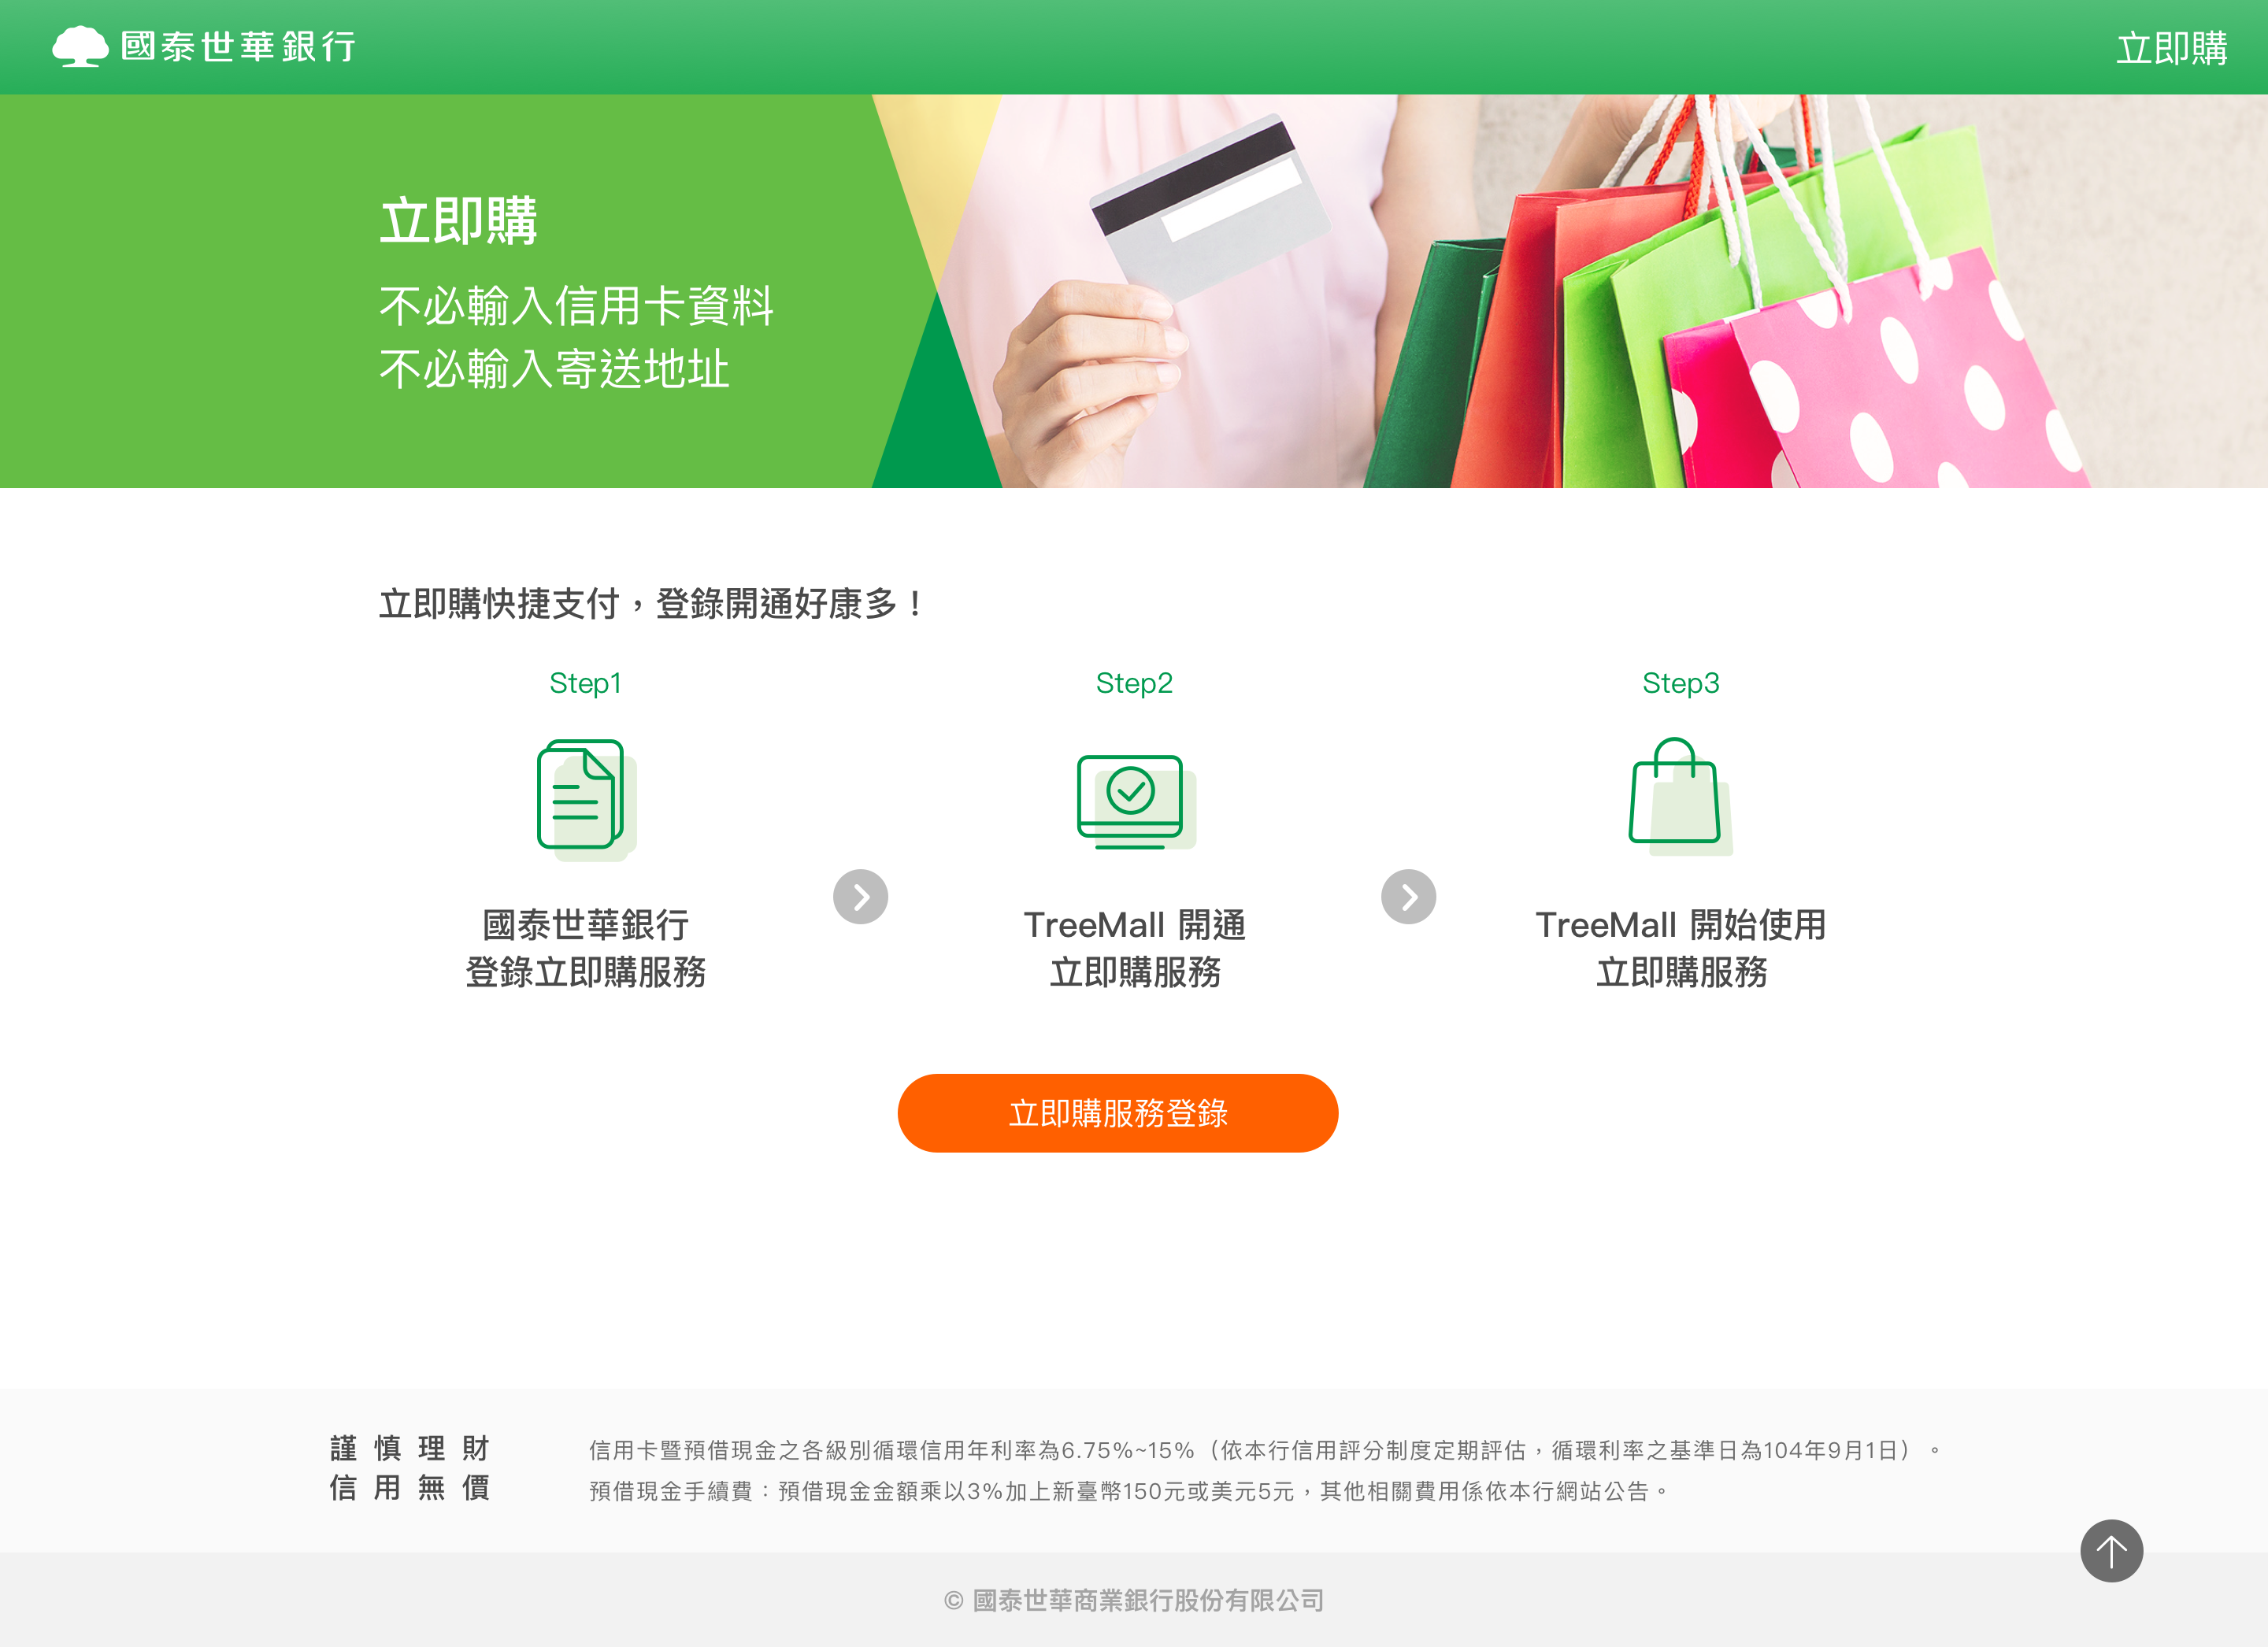 國泰世華銀行
立即購
立即購
不必輸入信用卡資料
不必輸入寄送地址
立即購快捷支付，登錄開通好康多！
Step1
Step2
Step3
國泰世華銀行
登錄立即購服務
TreeMall 開通
立即購服務
TreeMall 開始使用
立即購服務
立即購服務登錄
謹慎理財
信用無價
信用卡暨預借現金之各級別循環信用年利率為6.75%~15%（依本行信用評分制度定期評估，循環利率之基準日為104年9月1日）。
預借現金手續費：預借現金金額乘以3%加上新臺幣150元或美元5元，其他相關費用係依本行網站公告。
© 國泰世華商業銀行股份有限公司